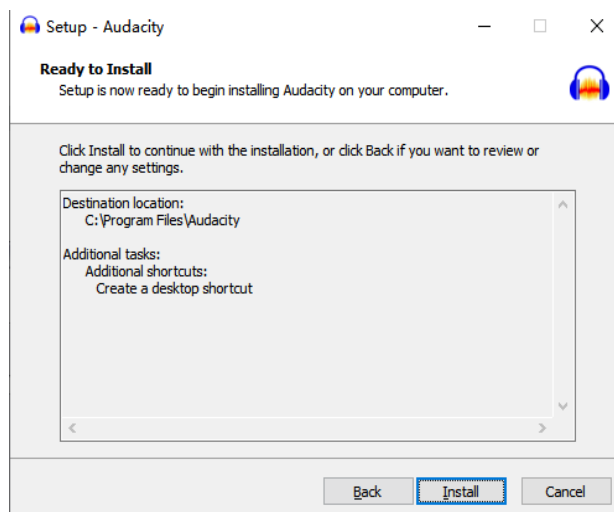 Setup - Audacity
Ready to Install
Setup is now ready to begin installing Audacity on your computer.
Click Install to continue with the installation, or click Back if you want to review or
change any settings.
Destination location:
C:\Program Files\Audacity
Additional tasks:
Additional shortcuts:
Create a desktop shortcut
Back
Install
Cancel